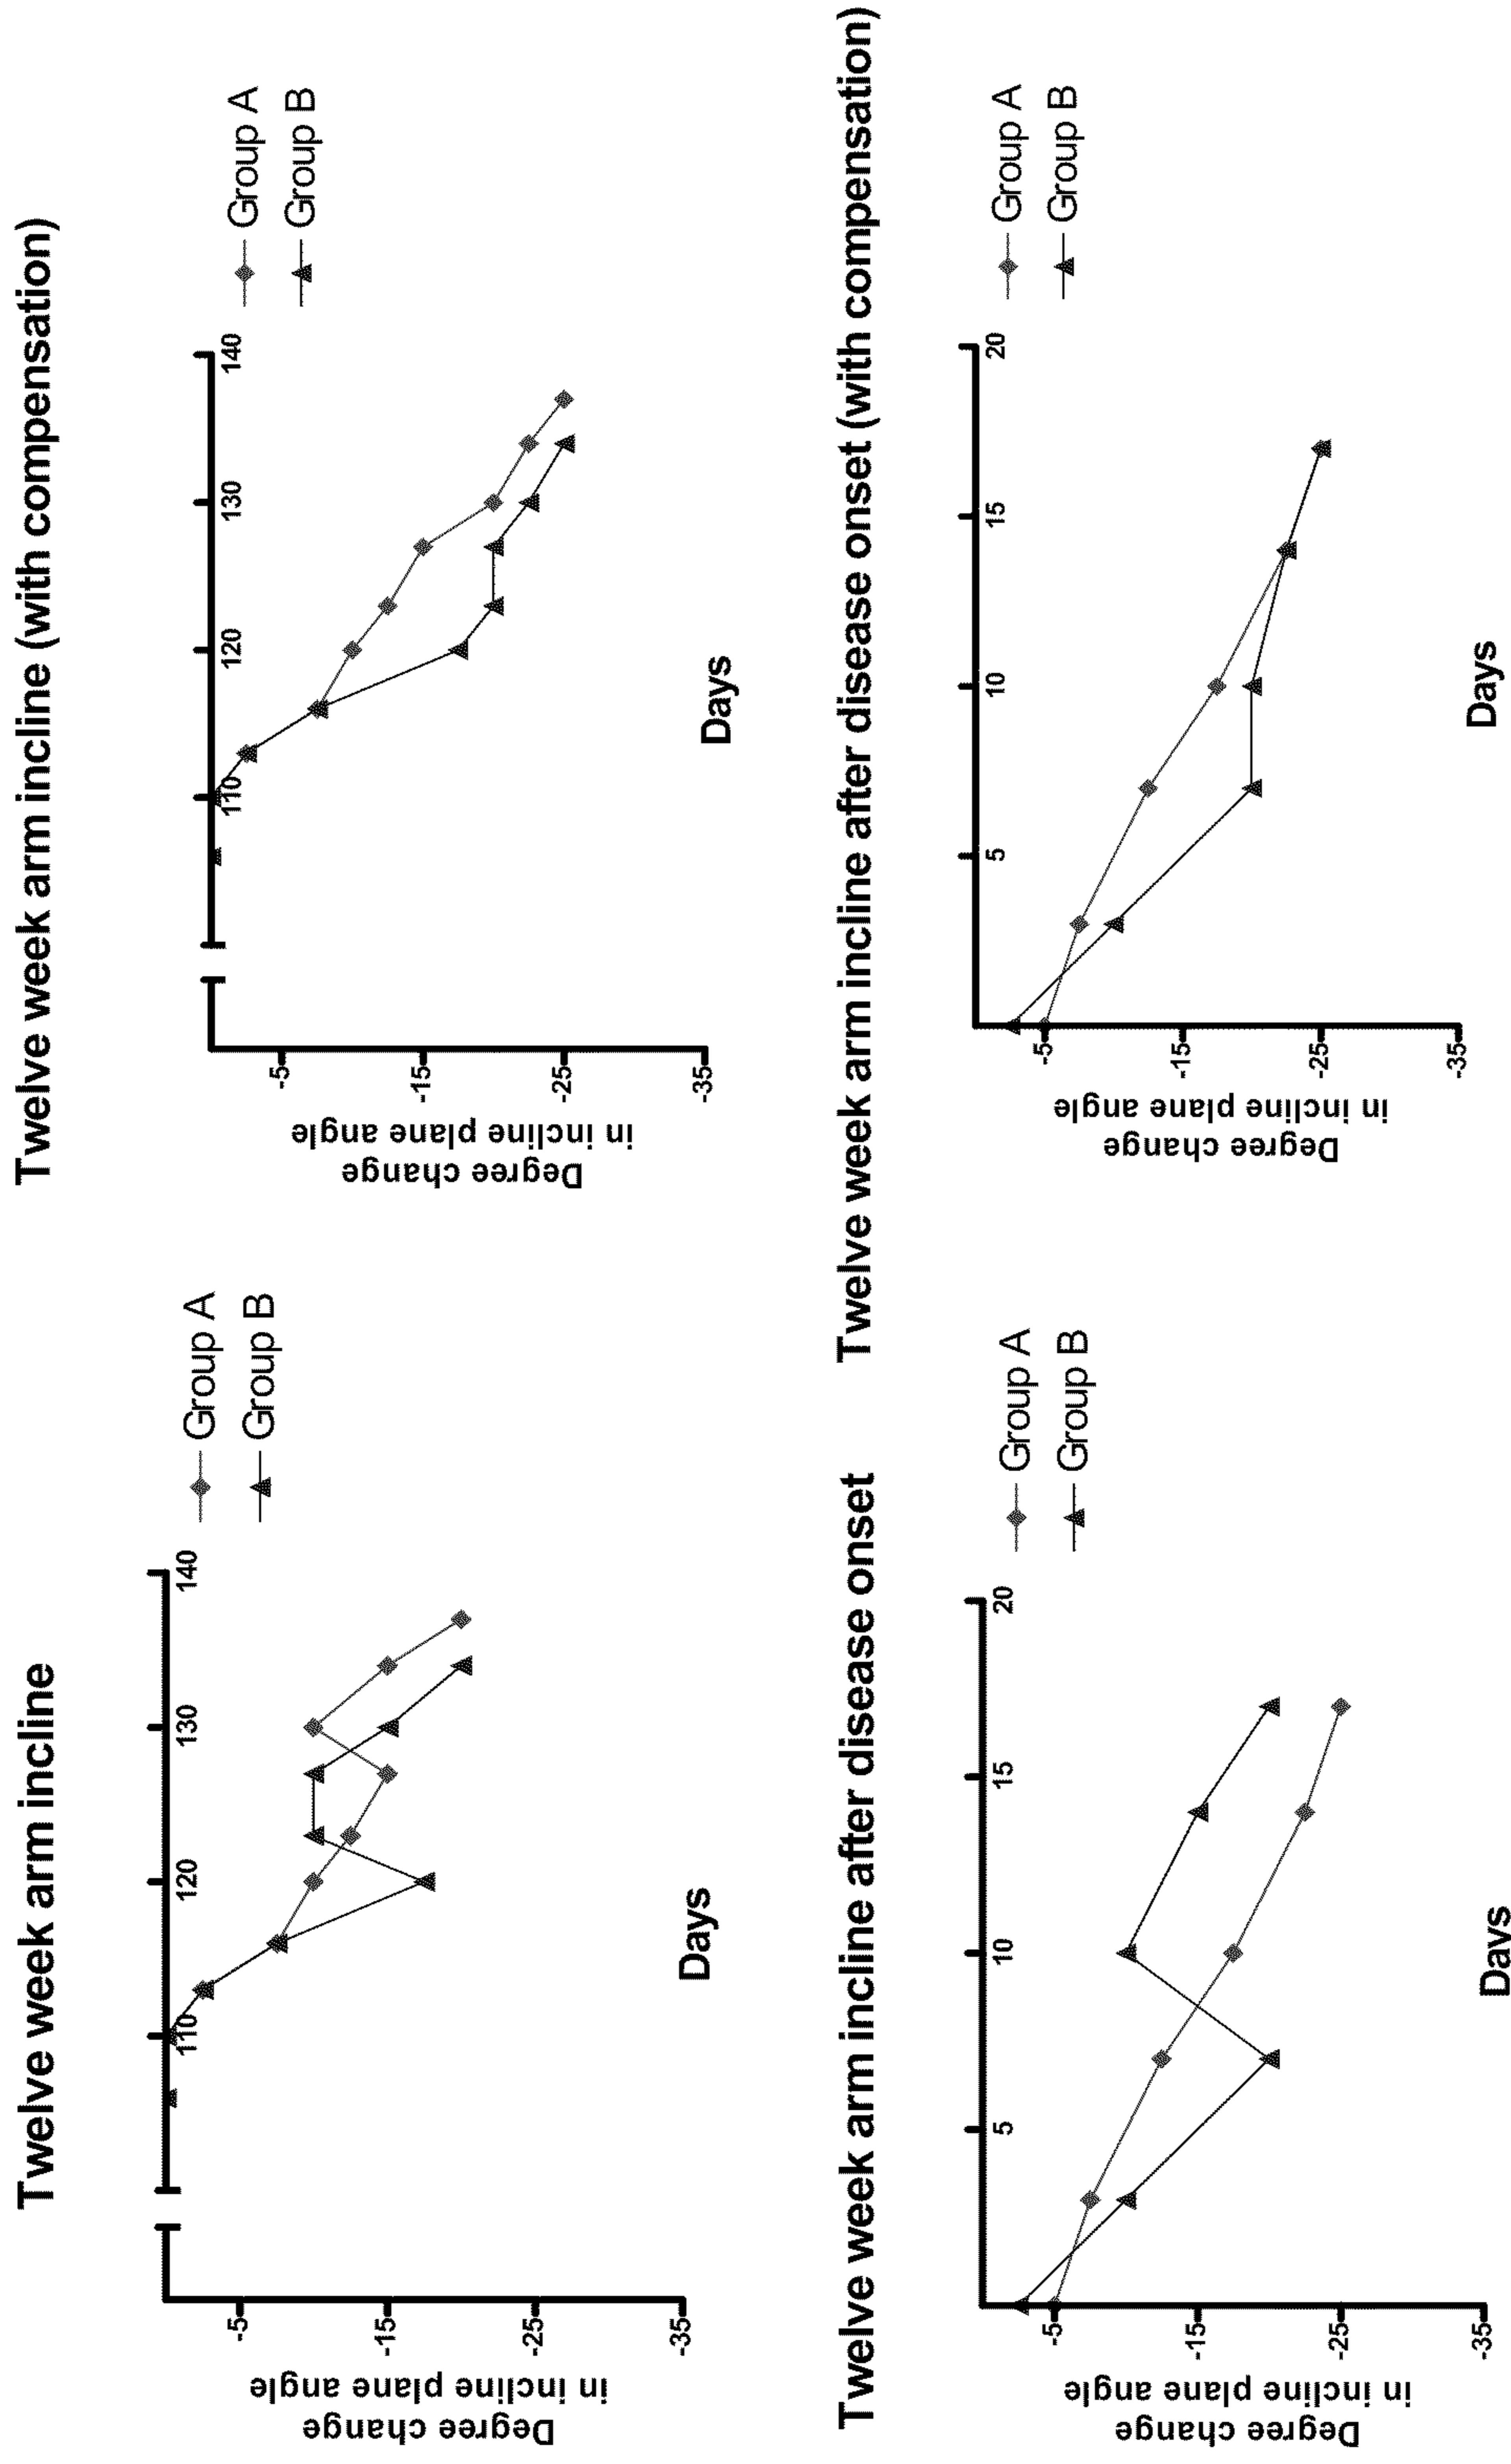 Twelve week arm incline
Group A
Group B
Degree change
in incline plane angle
-5
-15
-25
-35
110
120
130
140
Days
Twelve week arm incline (with compensation)
Group A
Group B
Degree change
in incline plane angle
-5
-15
-25
-35
110
120
130
140
Days
Twelve week arm incline after disease onset
Group A
Group B
Degree change
in incline plane angle
-5
-15
-25
-35
5
10
15
20
Days
Twelve week arm incline after disease onset (with compensation)
Group A
Group B
Degree change
in incline plane angle
-5
-15
-25
-35
5
10
15
20
Days